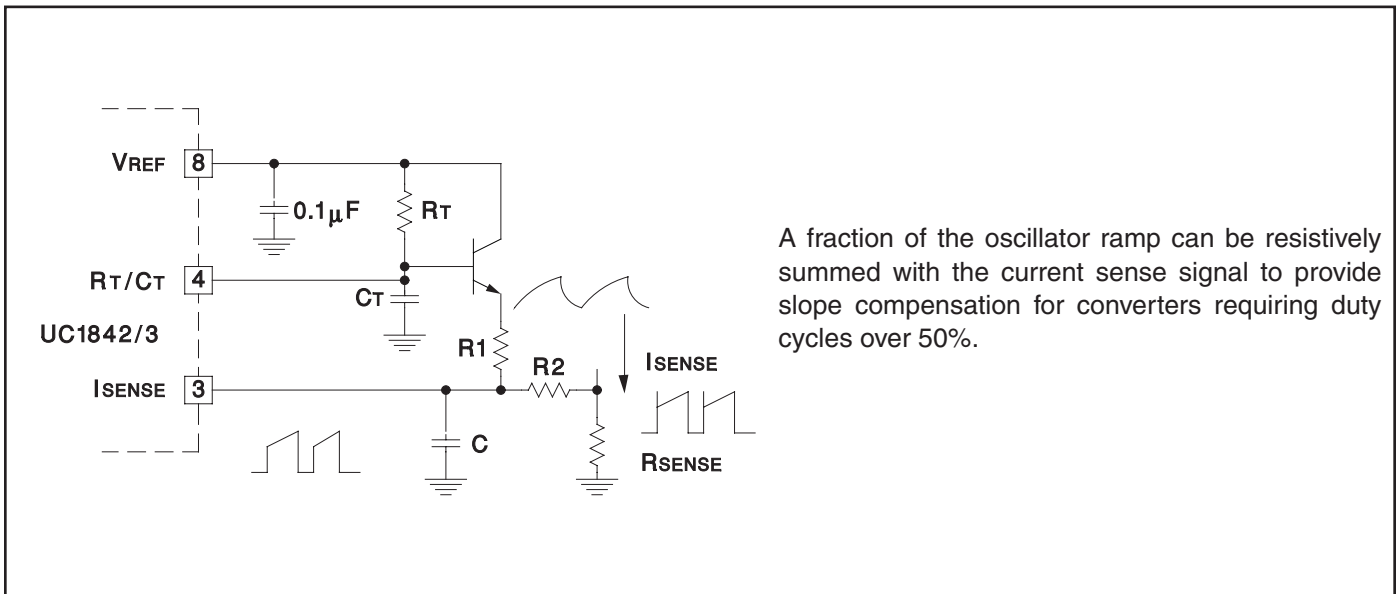 VREF 8
0.1μF RT
RT/CT 4
CT
UC1842/3
R1
R2
ISENSE
ISENSE 3
C
RSENSE
A fraction of the oscillator ramp can be resistively
summed with the current sense signal to provide
slope compensation for converters requiring duty
cycles over 50%.